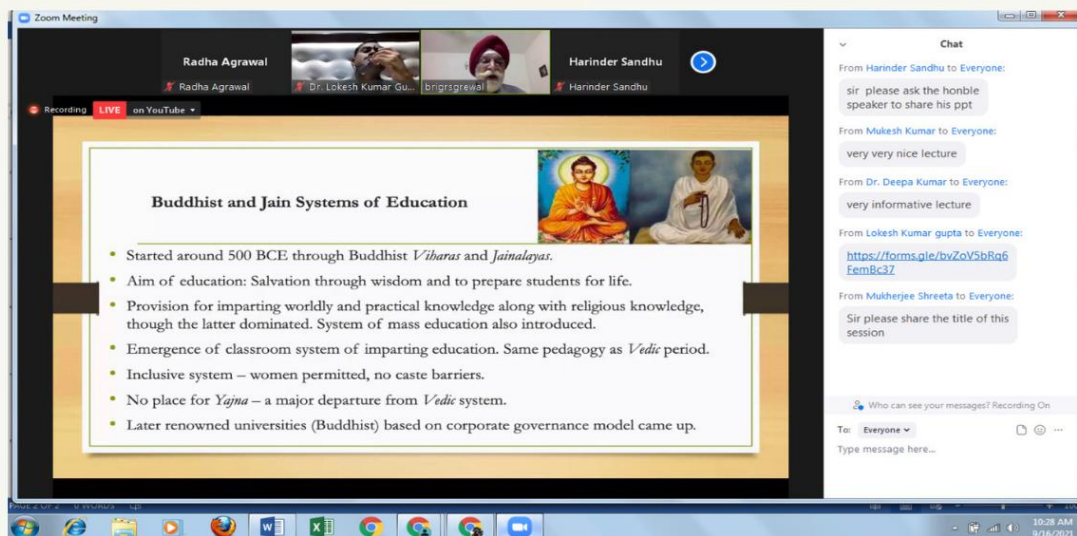 Zoom Meeting
Radha Agrawal
Radha Agrawal
Dr. Lokesh Kumar Gu...
brigrsgrewal
Harinder Sandhu
Harinder Sandhu
Recording LIVE on YouTube
Buddhist and Jain Systems of Education
• Started around 500 BCE through Buddhist Viharas and Jainalayas.
• Aim of education: Salvation through wisdom and to prepare students for life.
• Provision for imparting worldly and practical knowledge along with religious knowledge,
though the latter dominated. System of mass education also introduced.
• Emergence of classroom system of imparting education. Same pedagogy as Vedic period.
• Inclusive system – women permitted, no caste barriers.
• No place for Yajna – a major departure from Vedic system.
• Later renowned universities (Buddhist) based on corporate governance model came up.
Chat
From Harinder Sandhu to Everyone:
sir please ask the honble
speaker to share his ppt
From Mukesh Kumar to Everyone:
very very nice lecture
From Dr. Deepa Kumar to Everyone:
very informative lecture
From Lokesh Kumar gupta to Everyone:
https://forms.gle/bvZoV5bRq6
FemBc37
From Mukherjee Shreeta to Everyone:
Sir please share the title of this
session
Who can see your messages? Recording On
To: Everyone
Type message here...
PAGE 2 OF 2 0 WORDS
10:28 AM
9/16/2021